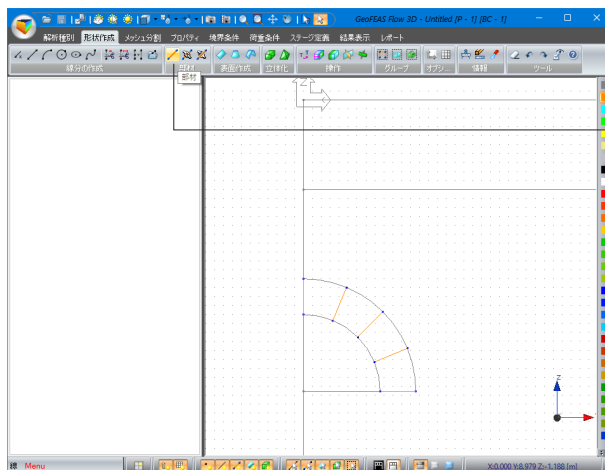 GeoFEAS Flow 3D - Untitled [P - 1] [BC - 1]
解析種別 形状作成 メッシュ分割 プロパティ 境界条件 荷重条件 ステージ定義 結果表示 レポート
線分の作成 部材 表面作成 立体化 操作 グループ オプシ... 情報 ツール
部材
Z
z
線 Menu
X:0.000 Y:8.979 Z:-1.188 [m]